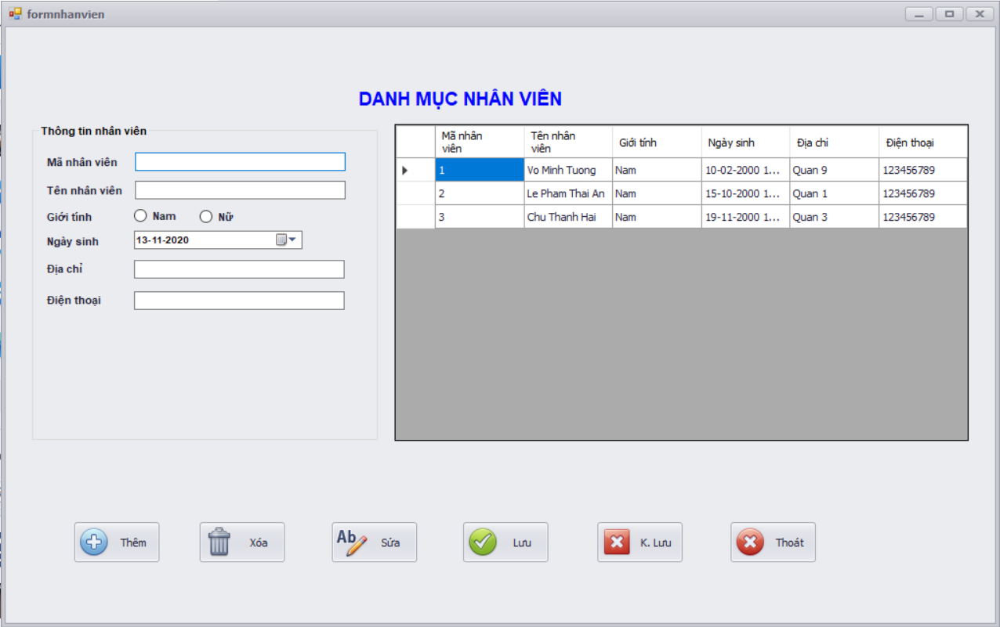 formnhanvien
DANH MỤC NHÂN VIÊN
Thông tin nhân viên
Mã nhân viên
Tên nhân viên
Giới tính Nam Nữ
Ngày sinh 13-11-2020
Địa chỉ
Điện thoại
Mã nhân viên Tên nhân viên Giới tính Ngày sinh Địa chỉ Điện thoại
1 Vo Minh Tuong Nam 10-02-2000 1... Quan 9 123456789
2 Le Pham Thai An Nam 15-10-2000 1... Quan 1 123456789
3 Chu Thanh Hai Nam 19-11-2000 1... Quan 3 123456789
Thêm Xóa Ab Sửa Lưu K. Lưu Thoát